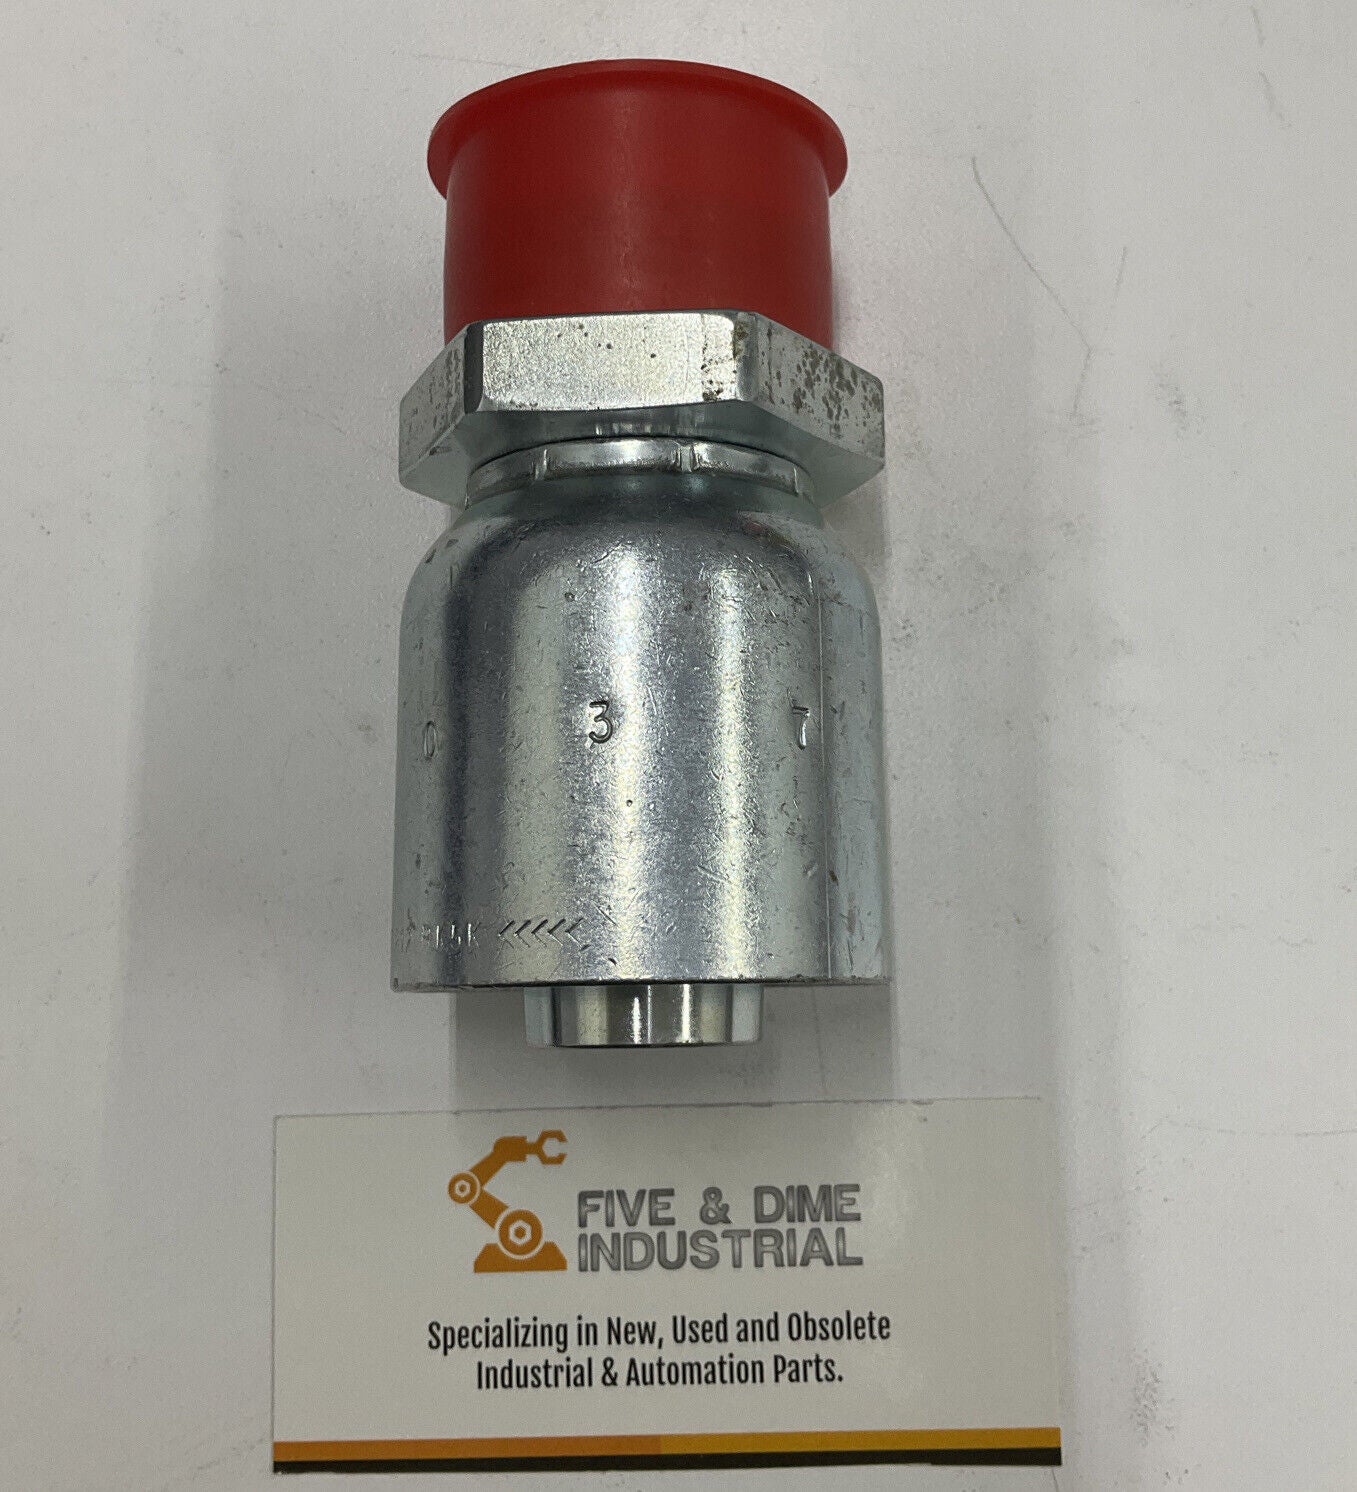 0 3 7
FIVE & DIME
INDUSTRIAL
Specializing in New, Used and Obsolete
Industrial & Automation Parts.